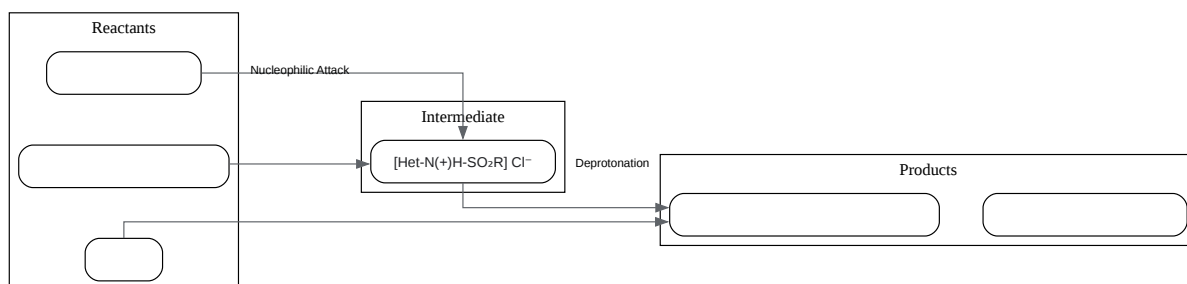 Reactants
Nucleophilic Attack
Intermediate
[Het-N(+)H-SO₂R] Cl⁻
Deprotonation
Products